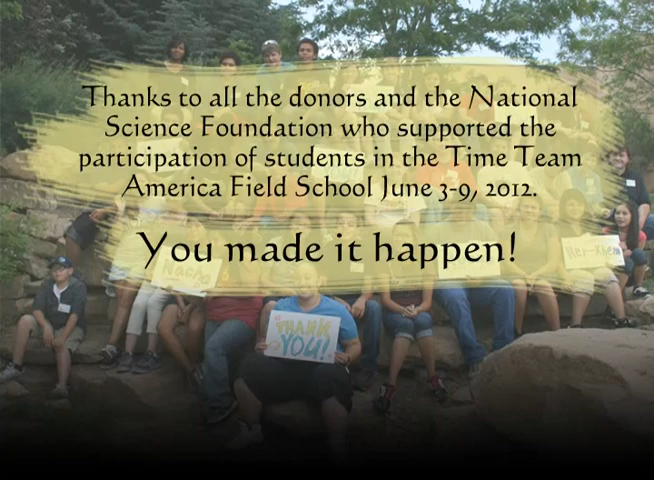 Thanks to all the donors and the National
Science Foundation who supported the
participation of students in the Time Team
America Field School June 3-9, 2012.
You made it happen!
Nacho
THANK
YOU!